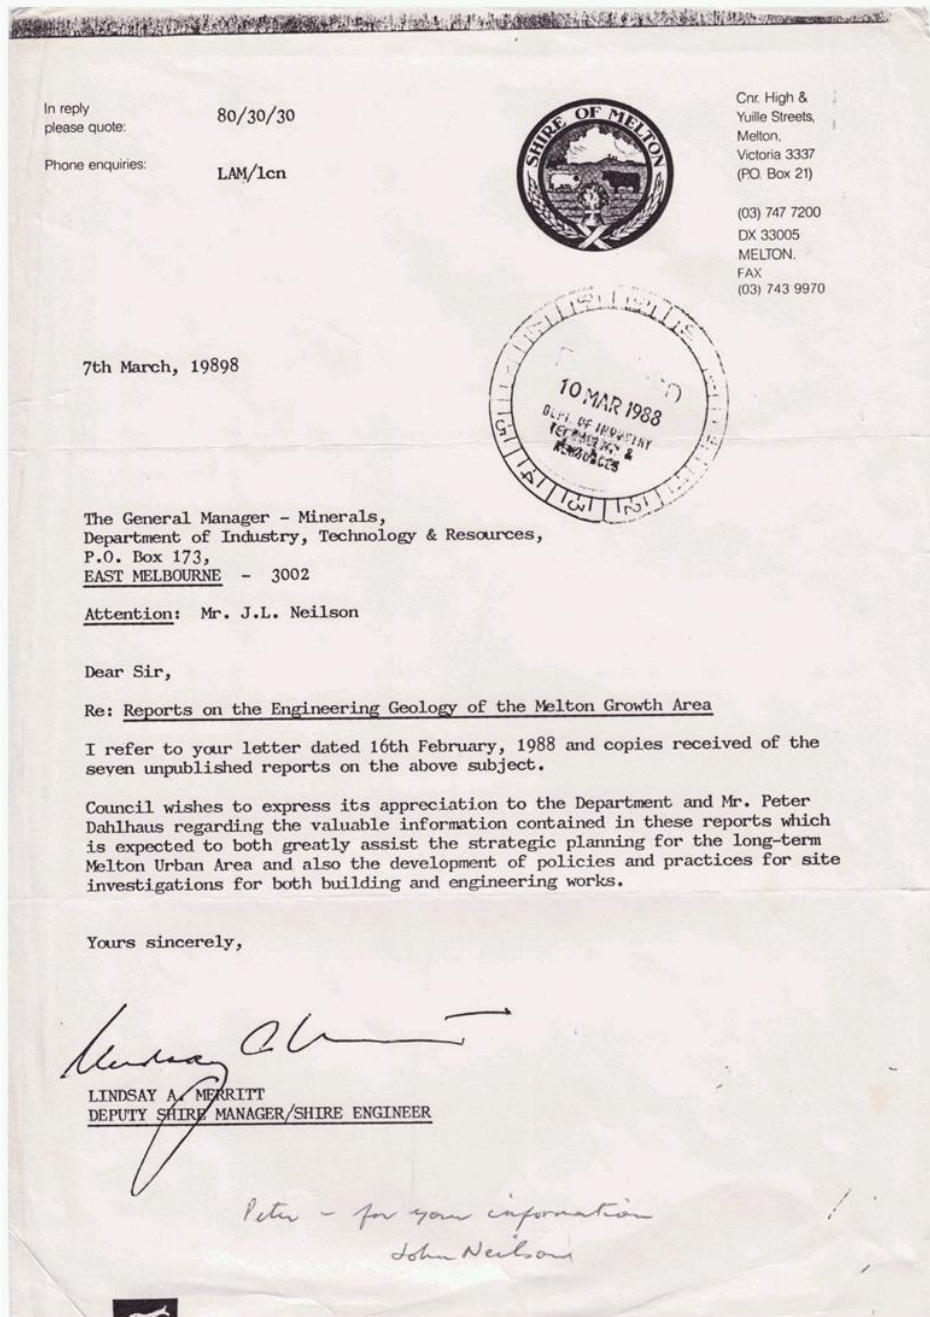 In reply
please quote:
80/30/30
Phone enquiries:
LAM/lcn
SHIRE OF MELTON
Cnr. High &
Yuille Streets,
Melton,
Victoria 3337
(P.O. Box 21)
(03) 747 7200
DX 33005
MELTON.
FAX
(03) 743 9970
7th March, 19898
10 MAR 1988
DEPT. OF INDUSTRY
TECHNOLOGY &
RESOURCES
The General Manager - Minerals,
Department of Industry, Technology & Resources,
P.O. Box 173,
EAST MELBOURNE - 3002
Attention: Mr. J.L. Neilson
Dear Sir,
Re: Reports on the Engineering Geology of the Melton Growth Area
I refer to your letter dated 16th February, 1988 and copies received of the
seven unpublished reports on the above subject.
Council wishes to express its appreciation to the Department and Mr. Peter
Dahlhaus regarding the valuable information contained in these reports which
is expected to both greatly assist the strategic planning for the long-term
Melton Urban Area and also the development of policies and practices for site
investigations for both building and engineering works.
Yours sincerely,
Lindsay
LINDSAY A. MERRITT
DEPUTY SHIRE MANAGER/SHIRE ENGINEER
Peter - for your information
John Neilson